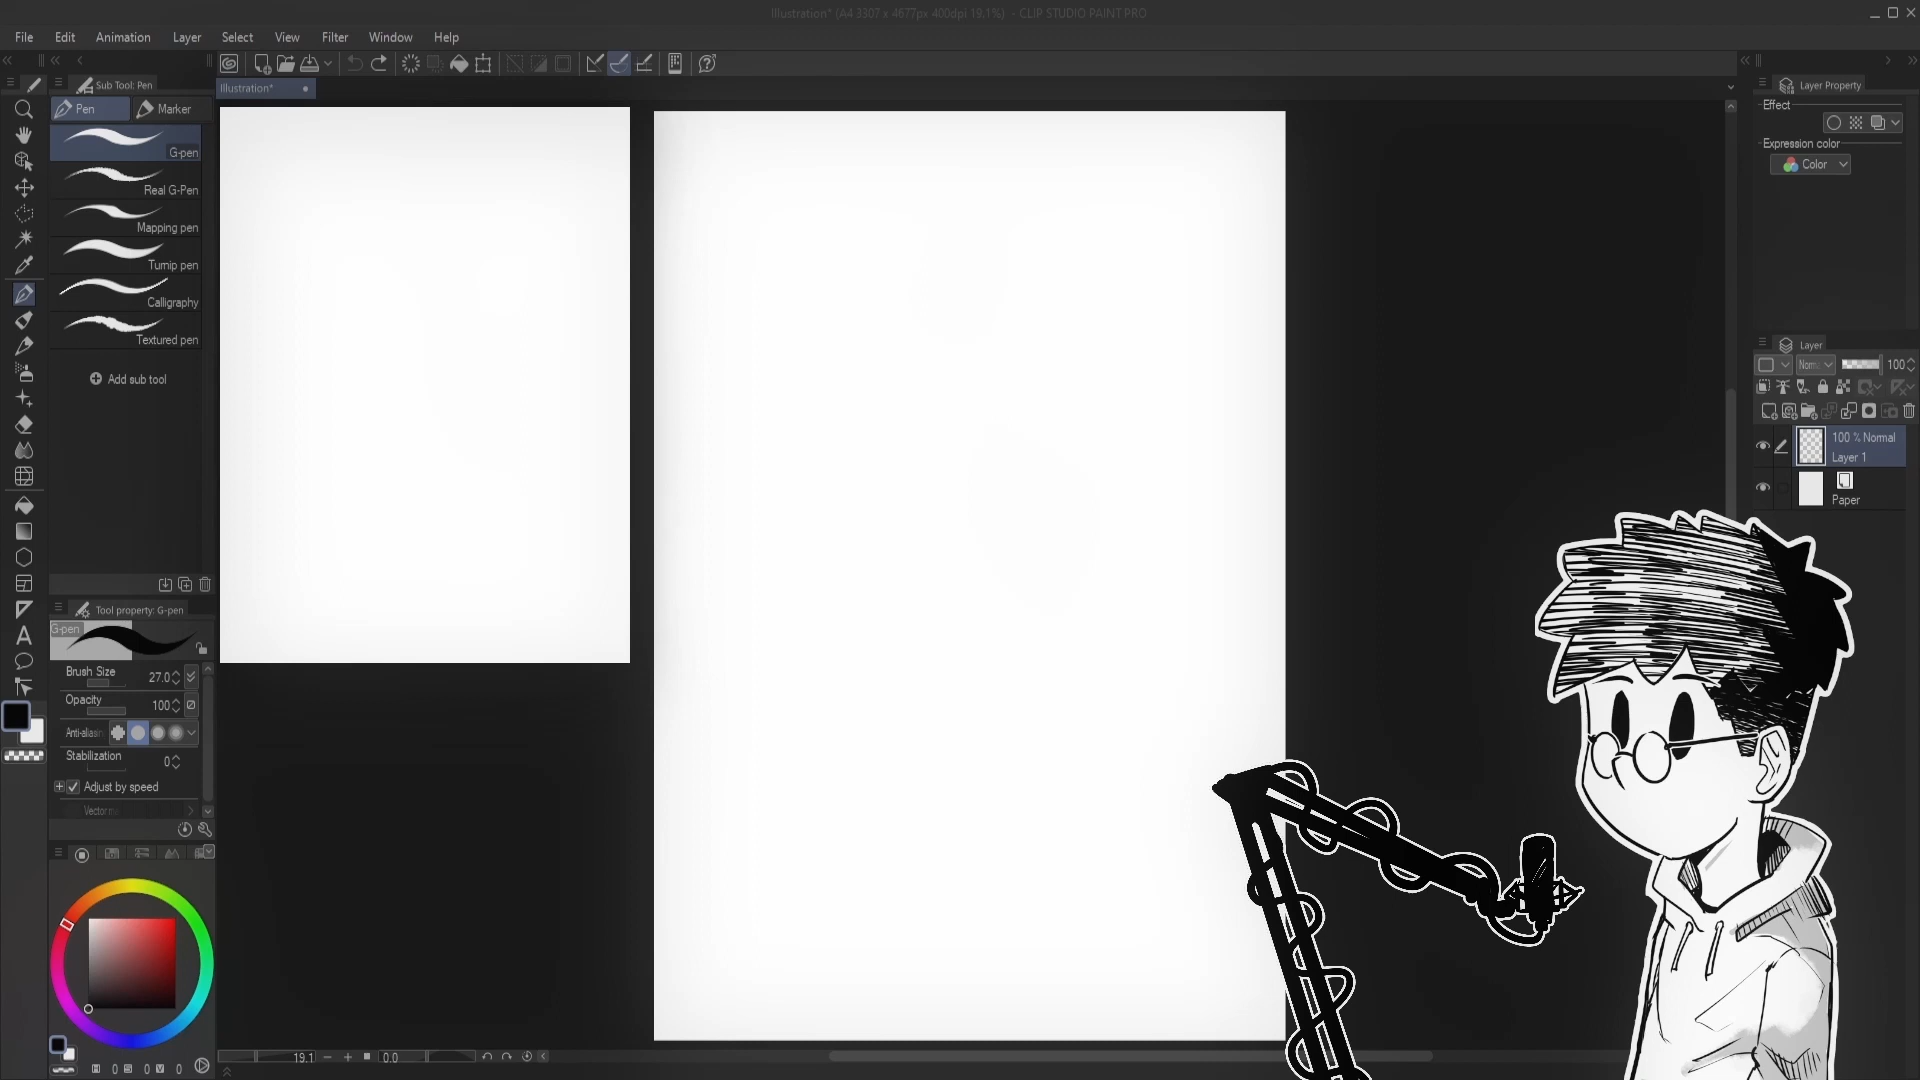 Illustration* (A4 3307 x 4677px 400dpi 19.1%) - CLIP STUDIO PAINT PRO
File Edit Animation Layer Select View Filter Window Help
Sub Tool: Pen
Illustration*
Layer Property
Pen Marker
G-pen
Real G-Pen
Mapping pen
Turnip pen
Calligraphy
Textured pen
Add sub tool
Effect
Expression color
Color
Layer
100
100 % Normal
Layer 1
Paper
Tool property: G-pen
G-pen
Brush Size 27.0
Opacity 100
Stabilization 0
Adjust by speed
19.1 0.0
H 0 S 0 V 0